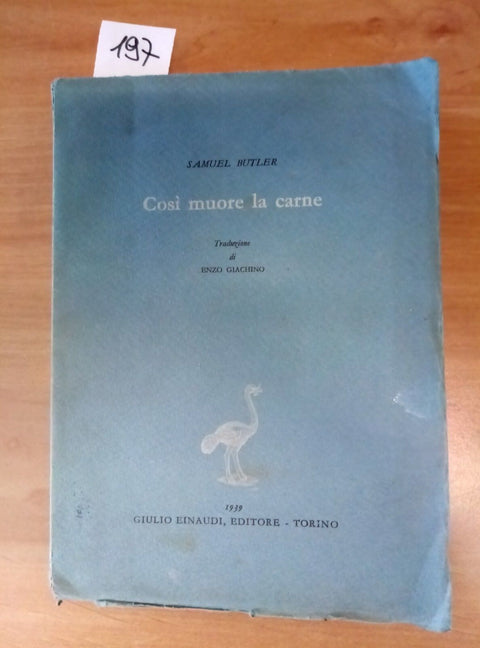 197
SAMUEL BUTLER
Così muore la carne
Traduzione
di
ENZO GIACHINO
1939
GIULIO EINAUDI, EDITORE - TORINO